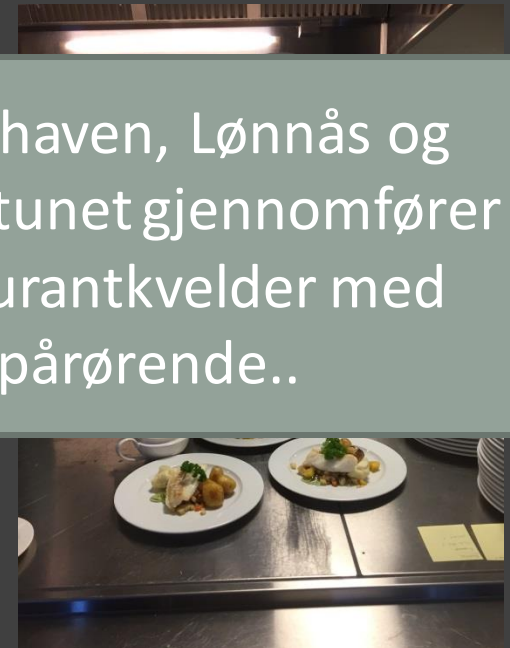 haven, Lønnås og
tunet gjennomfører
urantkvelder med
pårørende..